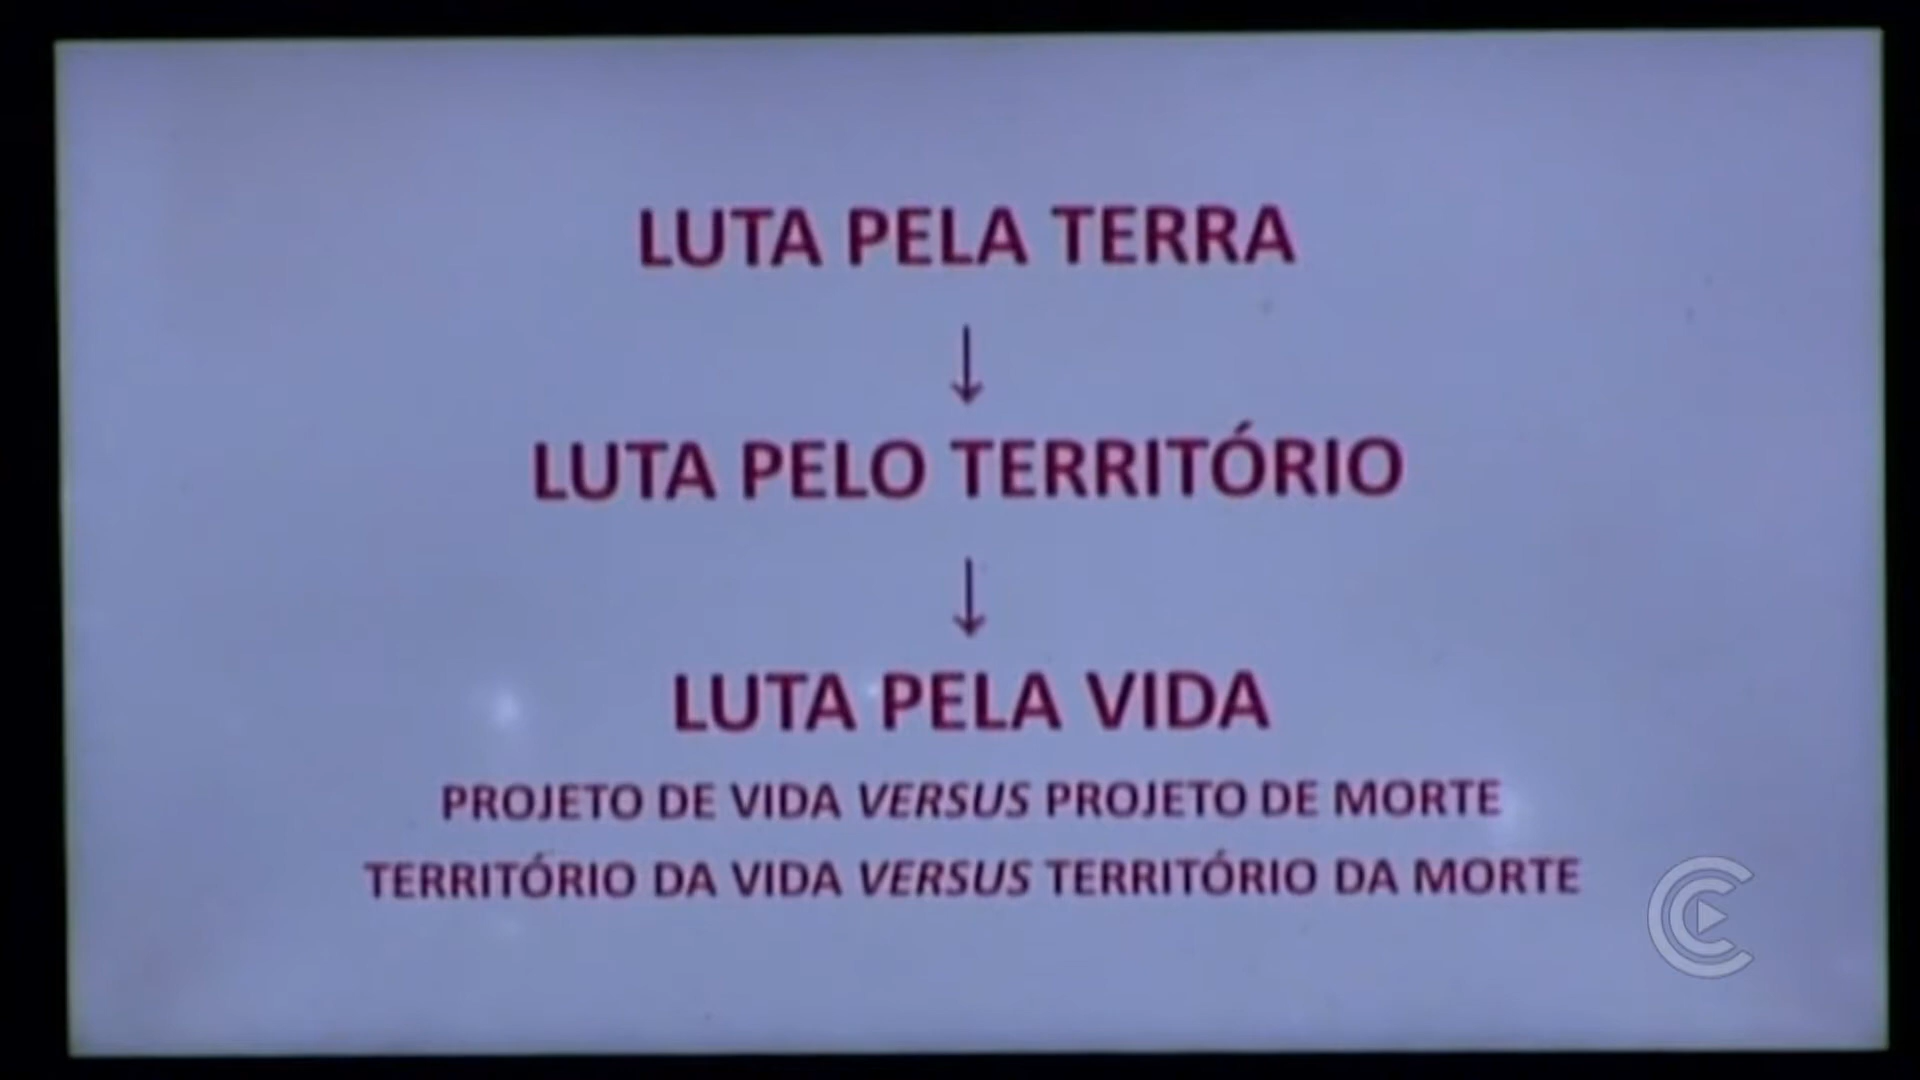 LUTA PELA TERRA
↓
LUTA PELO TERRITÓRIO
↓
LUTA PELA VIDA
PROJETO DE VIDA VERSUS PROJETO DE MORTE
TERRITÓRIO DA VIDA VERSUS TERRITÓRIO DA MORTE